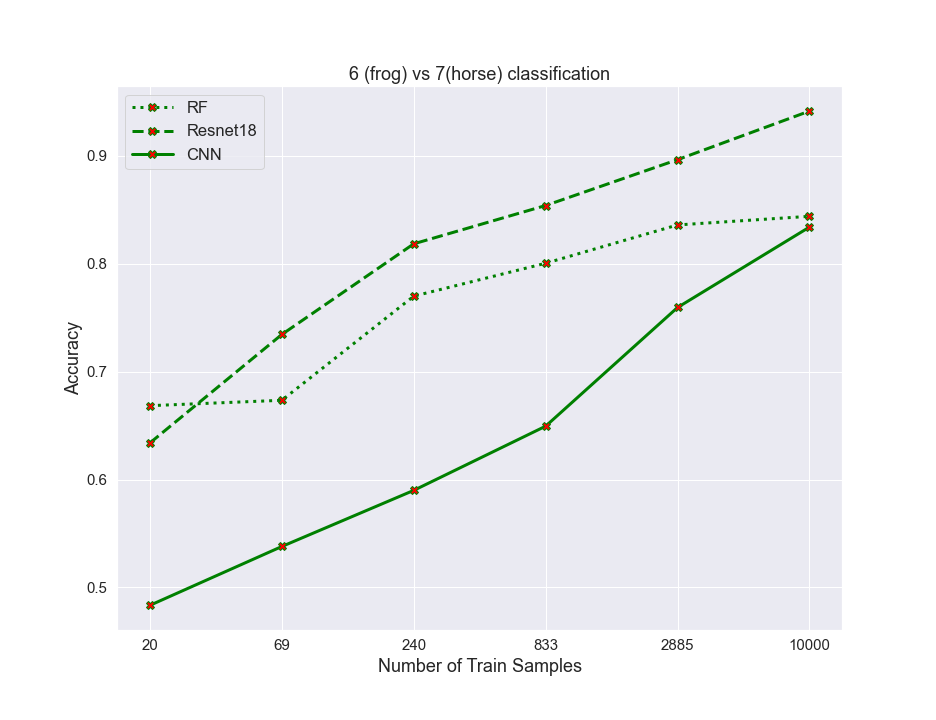 6 (frog) vs 7(horse) classification
RF
Resnet18
CNN
Accuracy
0.9
0.8
0.7
0.6
0.5
20 69 240 833 2885 10000
Number of Train Samples